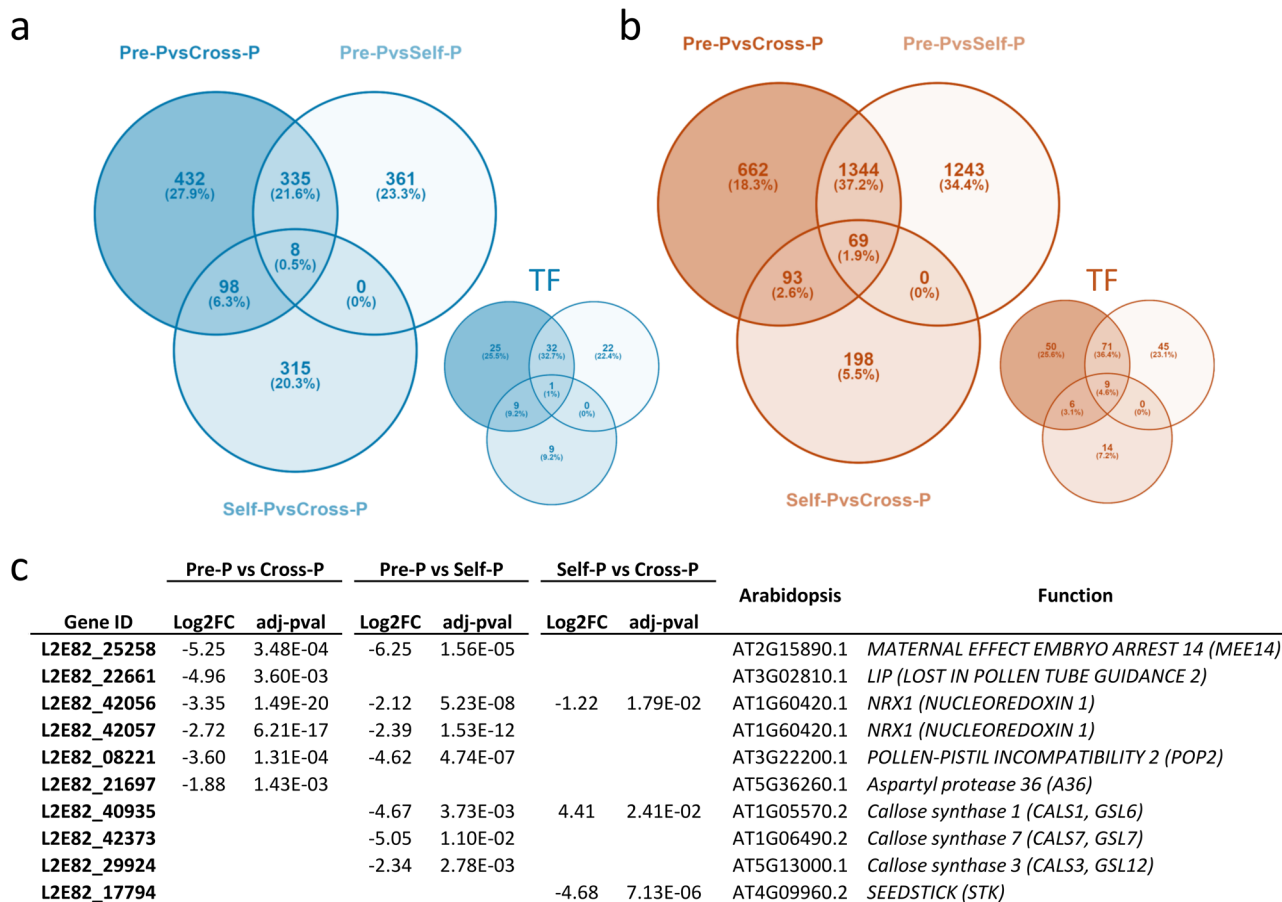 a
b
Pre-PvsCross-P
Pre-PvsSelf-P
432
(27.9%)
335
(21.6%)
361
(23.3%)
8
(0.5%)
98
(6.3%)
0
(0%)
315
(20.3%)
Self-PvsCross-P
TF
25
(25.5%)
32
(32.7%)
22
(22.4%)
1
(1%)
9
(9.2%)
0
(0%)
9
(9.2%)
Pre-PvsCross-P
Pre-PvsSelf-P
662
(18.3%)
1344
(37.2%)
1243
(34.4%)
69
(1.9%)
93
(2.6%)
0
(0%)
198
(5.5%)
Self-PvsCross-P
TF
50
(25.6%)
71
(36.4%)
45
(23.1%)
9
(4.6%)
6
(3.1%)
0
(0%)
14
(7.2%)
c
Pre-P vs Cross-P Pre-P vs Self-P Self-P vs Cross-P
Arabidopsis Function
Gene ID Log2FC adj-pval Log2FC adj-pval Log2FC adj-pval
L2E82_25258 -5.25 3.48E-04 -6.25 1.56E-05 AT2G15890.1 MATERNAL EFFECT EMBRYO ARREST 14 (MEE14)
L2E82_22661 -4.96 3.60E-03 AT3G02810.1 LIP (LOST IN POLLEN TUBE GUIDANCE 2)
L2E82_42056 -3.35 1.49E-20 -2.12 5.23E-08 -1.22 1.79E-02 AT1G60420.1 NRX1 (NUCLEOREDOXIN 1)
L2E82_42057 -2.72 6.21E-17 -2.39 1.53E-12 AT1G60420.1 NRX1 (NUCLEOREDOXIN 1)
L2E82_08221 -3.60 1.31E-04 -4.62 4.74E-07 AT3G22200.1 POLLEN-PISTIL INCOMPATIBILITY 2 (POP2)
L2E82_21697 -1.88 1.43E-03 AT5G36260.1 Aspartyl protease 36 (A36)
L2E82_40935 -4.67 3.73E-03 4.41 2.41E-02 AT1G05570.2 Callose synthase 1 (CALS1, GSL6)
L2E82_42373 -5.05 1.10E-02 AT1G06490.2 Callose synthase 7 (CALS7, GSL7)
L2E82_29924 -2.34 2.78E-03 AT5G13000.1 Callose synthase 3 (CALS3, GSL12)
L2E82_17794 -4.68 7.13E-06 AT4G09960.2 SEEDSTICK (STK)